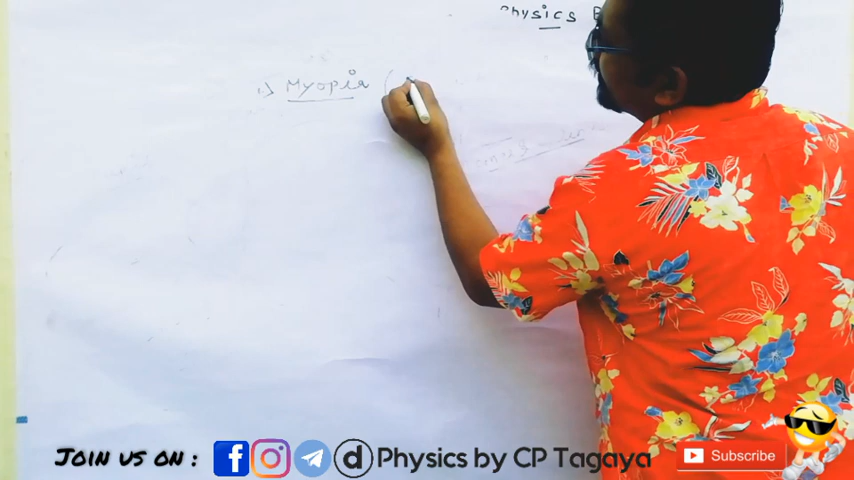 Physics B
1) Myopia (
JOIN US ON : Physics by CP Tagaya
Subscribe